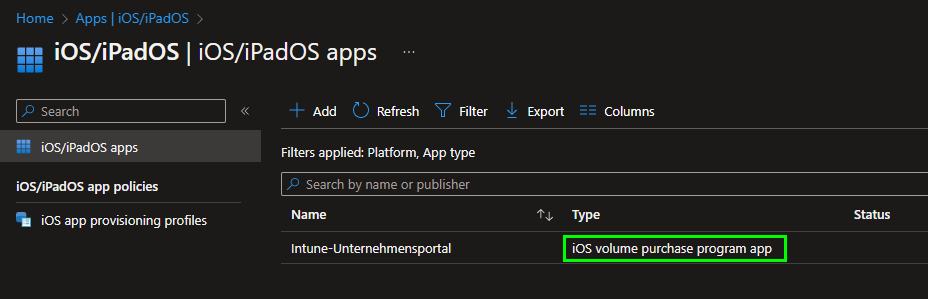 Home > Apps | iOS/iPadOS >
iOS/iPadOS | iOS/iPadOS apps ...
Search «
iOS/iPadOS apps
iOS/iPadOS app policies
iOS app provisioning profiles
+ Add Refresh Filter Export Columns
Filters applied: Platform, App type
Search by name or publisher
Name ↑↓ Type Status
Intune-Unternehmensportal iOS volume purchase program app